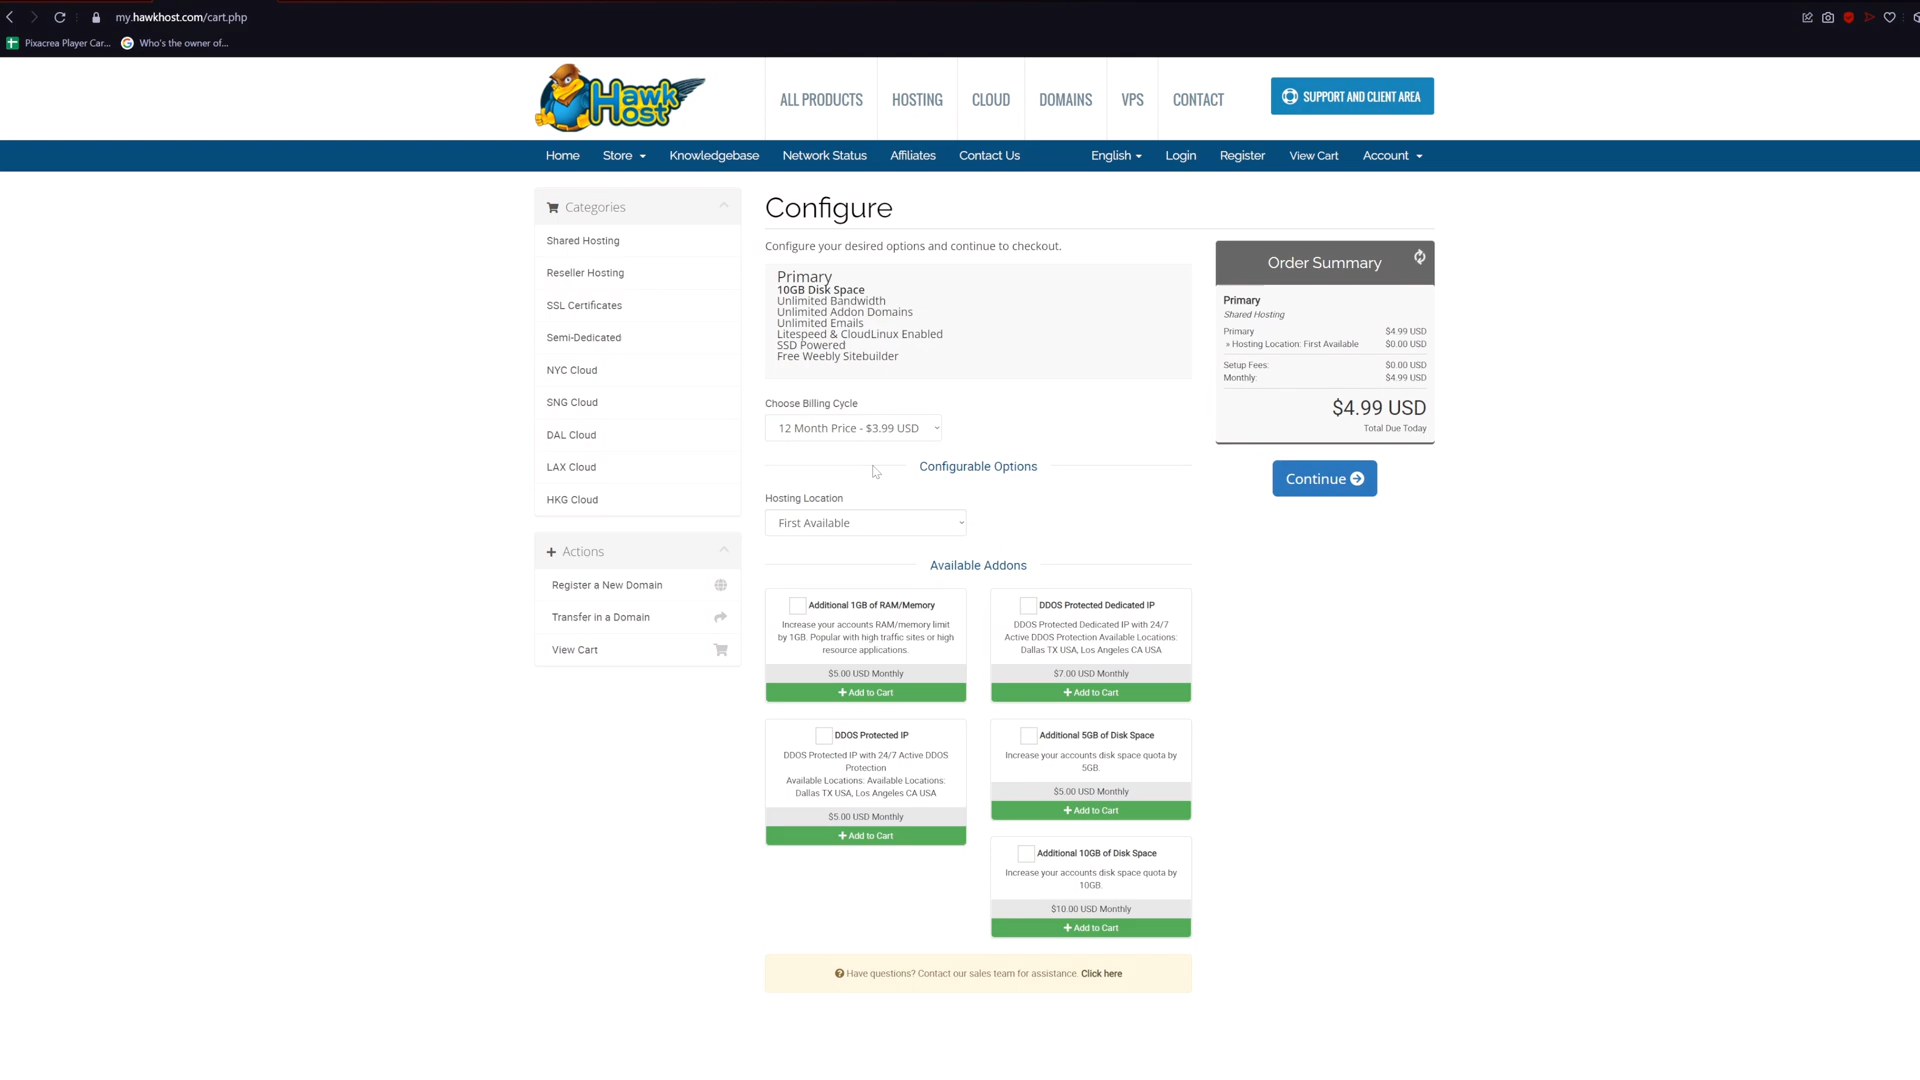 my.hawkhost.com/cart.php
Pixacrea Player Car...
Who's the owner of...
Hawk Host
ALL PRODUCTS
HOSTING
CLOUD
DOMAINS
VPS
CONTACT
SUPPORT AND CLIENT AREA
Home
Store
Knowledgebase
Network Status
Affiliates
Contact Us
English
Login
Register
View Cart
Account
Categories
Shared Hosting
Reseller Hosting
SSL Certificates
Semi-Dedicated
NYC Cloud
SNG Cloud
DAL Cloud
LAX Cloud
HKG Cloud
Actions
Register a New Domain
Transfer in a Domain
View Cart
Configure
Configure your desired options and continue to checkout.
Primary
10GB Disk Space
Unlimited Bandwidth
Unlimited Addon Domains
Unlimited Emails
Litespeed & CloudLinux Enabled
SSD Powered
Free Weebly Sitebuilder
Choose Billing Cycle
12 Month Price - $3.99 USD
Configurable Options
Hosting Location
First Available
Available Addons
Additional 1GB of RAM/Memory
Increase your accounts RAM/memory limit
by 1GB. Popular with high traffic sites or high
resource applications.
$5.00 USD Monthly
+ Add to Cart
DDOS Protected Dedicated IP
DDOS Protected Dedicated IP with 24/7
Active DDOS Protection Available Locations:
Dallas TX USA, Los Angeles CA USA
$7.00 USD Monthly
+ Add to Cart
DDOS Protected IP
DDOS Protected IP with 24/7 Active DDOS
Protection
Available Locations: Available Locations:
Dallas TX USA, Los Angeles CA USA
$5.00 USD Monthly
+ Add to Cart
Additional 5GB of Disk Space
Increase your accounts disk space quota by
5GB.
$5.00 USD Monthly
+ Add to Cart
Additional 10GB of Disk Space
Increase your accounts disk space quota by
10GB.
$10.00 USD Monthly
+ Add to Cart
Have questions? Contact our sales team for assistance. Click here
Order Summary
Primary
Shared Hosting
Primary $4.99 USD
» Hosting Location: First Available $0.00 USD
Setup Fees: $0.00 USD
Monthly: $4.99 USD
$4.99 USD
Total Due Today
Continue